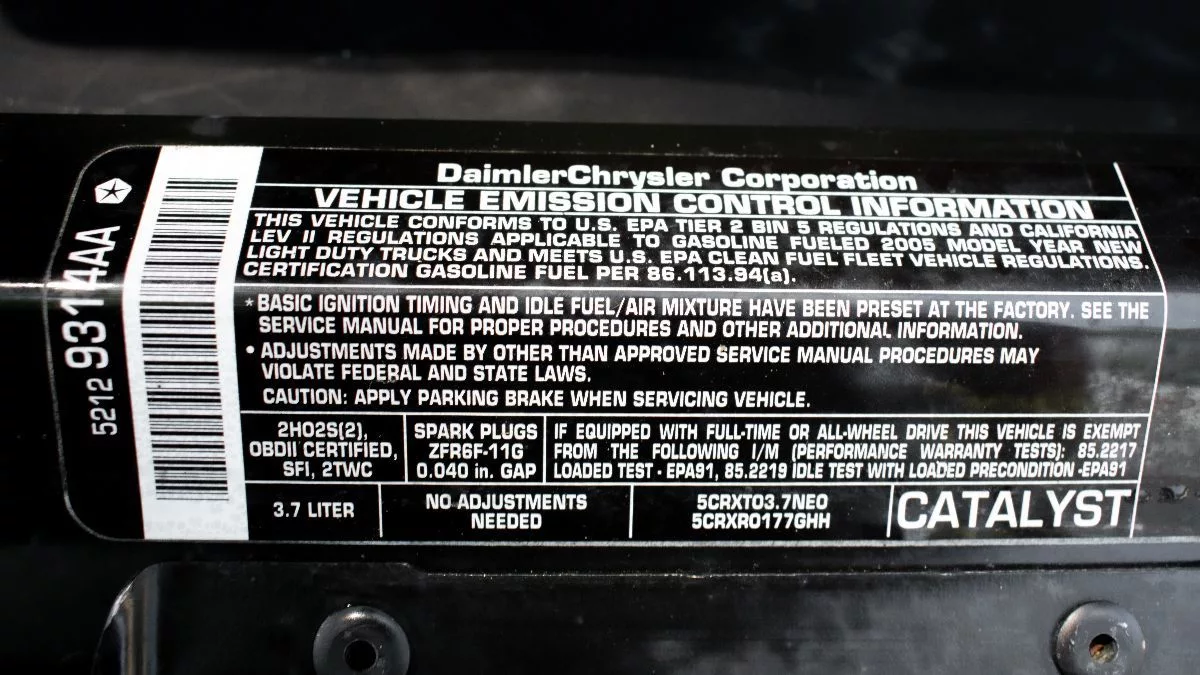 DaimlerChrysler Corporation
VEHICLE EMISSION CONTROL INFORMATION
THIS VEHICLE CONFORMS TO U.S. EPA TIER 2 BIN 5 REGULATIONS AND CALIFORNIA
LEV II REGULATIONS APPLICABLE TO GASOLINE FUELED 2005 MODEL YEAR NEW
LIGHT DUTY TRUCKS AND MEETS U.S. EPA CLEAN FUEL FLEET VEHICLE REGULATIONS.
CERTIFICATION GASOLINE FUEL PER 86.113.94(a).
* BASIC IGNITION TIMING AND IDLE FUEL/AIR MIXTURE HAVE BEEN PRESET AT THE FACTORY. SEE THE
SERVICE MANUAL FOR PROPER PROCEDURES AND OTHER ADDITIONAL INFORMATION.
• ADJUSTMENTS MADE BY OTHER THAN APPROVED SERVICE MANUAL PROCEDURES MAY
VIOLATE FEDERAL AND STATE LAWS.
CAUTION: APPLY PARKING BRAKE WHEN SERVICING VEHICLE.
2HO2S(2),
OBDII CERTIFIED,
SFI, 2TWC
SPARK PLUGS
ZFR6F-11G
0.040 in. GAP
IF EQUIPPED WITH FULL-TIME OR ALL-WHEEL DRIVE THIS VEHICLE IS EXEMPT
FROM THE FOLLOWING I/M (PERFORMANCE WARRANTY TESTS): 85.2217
LOADED TEST - EPA91, 85.2219 IDLE TEST WITH LOADED PRECONDITION -EPA91
3.7 LITER
NO ADJUSTMENTS
NEEDED
5CRXT03.7NE0
5CRXR0177GHH
CATALYST
5212 9314AA